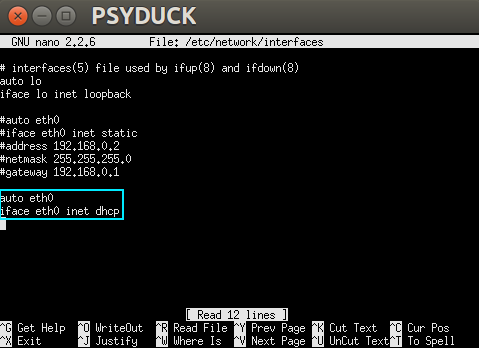 PSYDUCK
GNU nano 2.2.6 File: /etc/network/interfaces
# interfaces(5) file used by ifup(8) and ifdown(8)
auto lo
iface lo inet loopback
#auto eth0
#iface eth0 inet static
#address 192.168.0.2
#netmask 255.255.255.0
#gateway 192.168.0.1
auto eth0
iface eth0 inet dhcp
[ Read 12 lines ]
^G Get Help ^O WriteOut ^R Read File ^Y Prev Page ^K Cut Text ^C Cur Pos
^X Exit ^J Justify ^W Where Is ^V Next Page ^U UnCut Text ^T To Spell